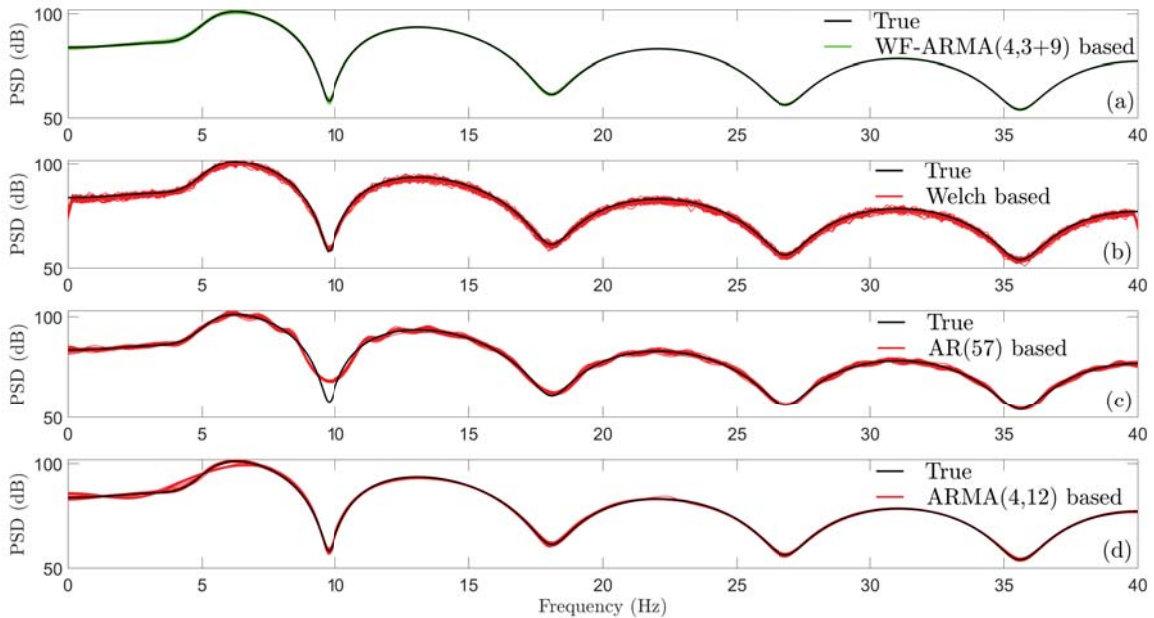 100
50
PSD (dB)
True
WF-ARMA(4,3+9) based
(a)
0 5 10 15 20 25 30 35 40
100
50
PSD (dB)
True
Welch based
(b)
0 5 10 15 20 25 30 35 40
100
50
PSD (dB)
True
AR(57) based
(c)
0 5 10 15 20 25 30 35 40
100
50
PSD (dB)
True
ARMA(4,12) based
(d)
0 5 10 15 20 25 30 35 40
Frequency (Hz)